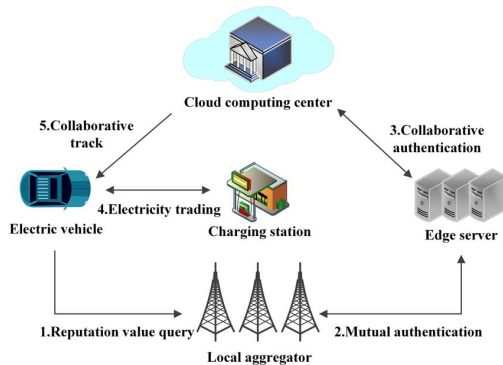 Cloud computing center
5.Collaborative
track
3.Collaborative
authentication
4.Electricity trading
Electric vehicle
Charging station
Edge server
1.Reputation value query
2.Mutual authentication
Local aggregator